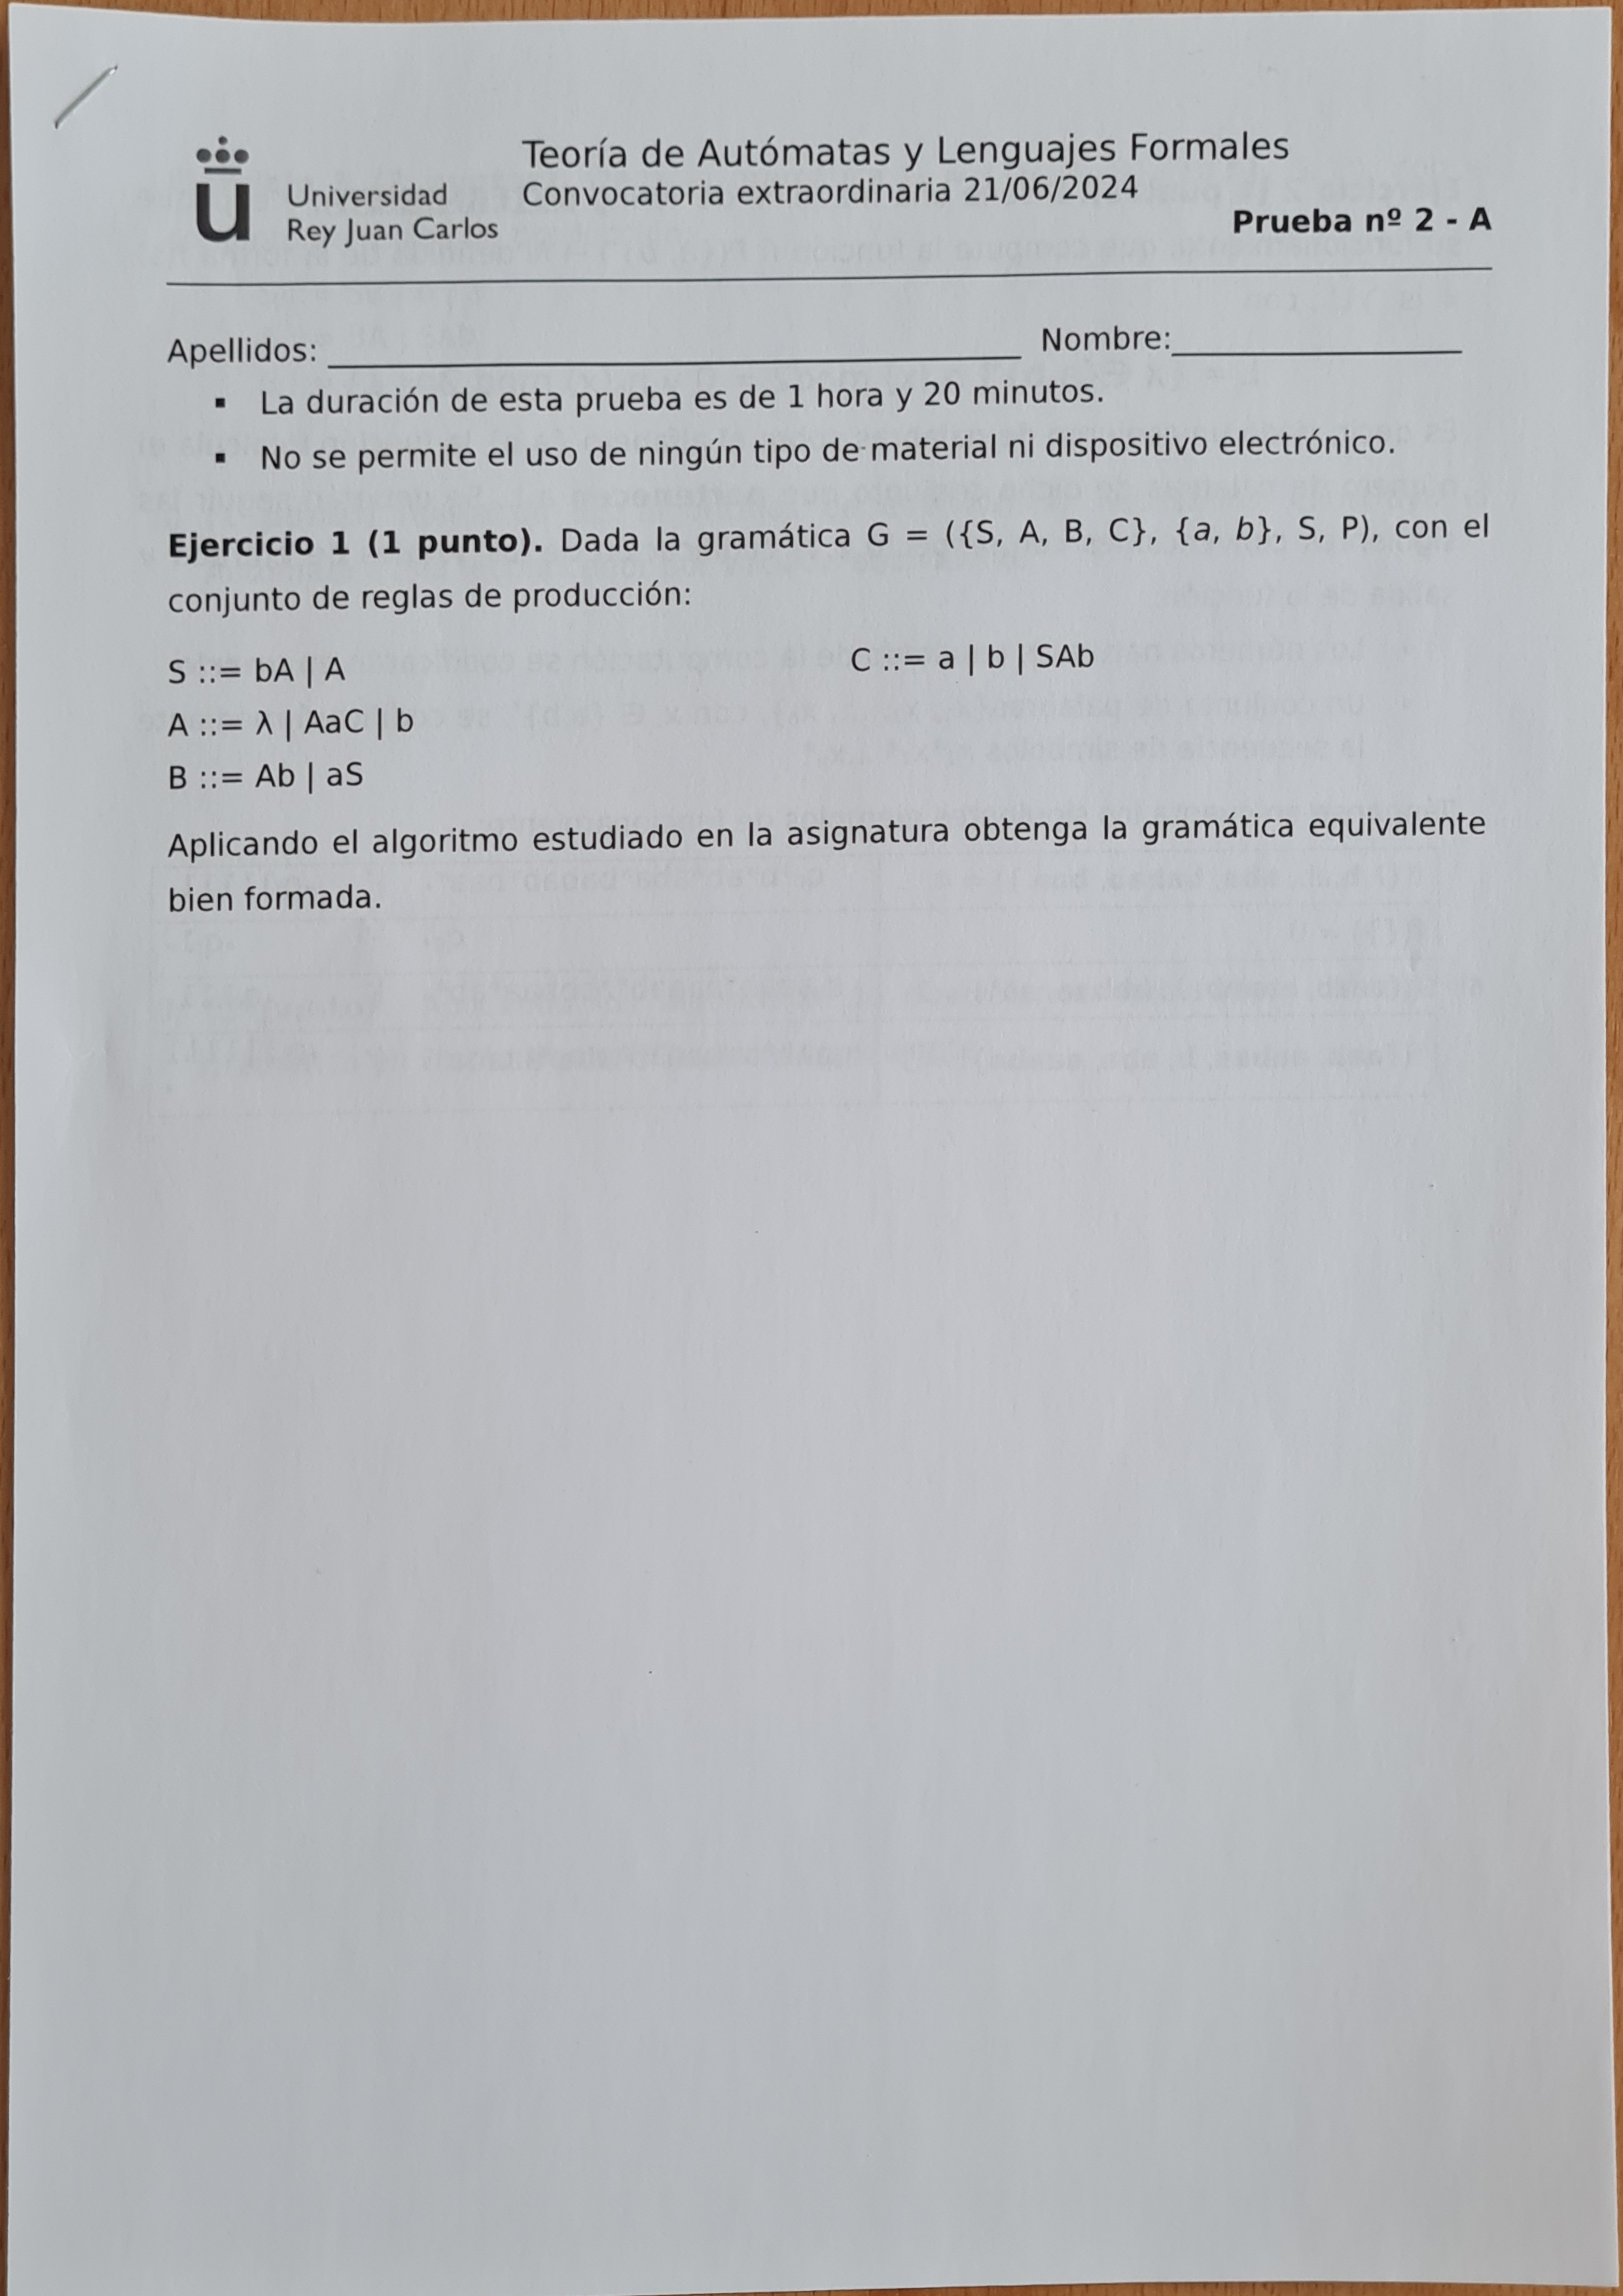 Teoría de Autómatas y Lenguajes Formales
Universidad
Rey Juan Carlos
Convocatoria extraordinaria 21/06/2024
Prueba nº 2 - A
Apellidos: Nombre:
▪ La duración de esta prueba es de 1 hora y 20 minutos.
▪ No se permite el uso de ningún tipo de material ni dispositivo electrónico.
Ejercicio 1 (1 punto). Dada la gramática G = ({S, A, B, C}, {a, b}, S, P), con el
conjunto de reglas de producción:
S ::= bA | A
C ::= a | b | SAb
A ::= λ | AaC | b
B ::= Ab | aS
Aplicando el algoritmo estudiado en la asignatura obtenga la gramática equivalente
bien formada.